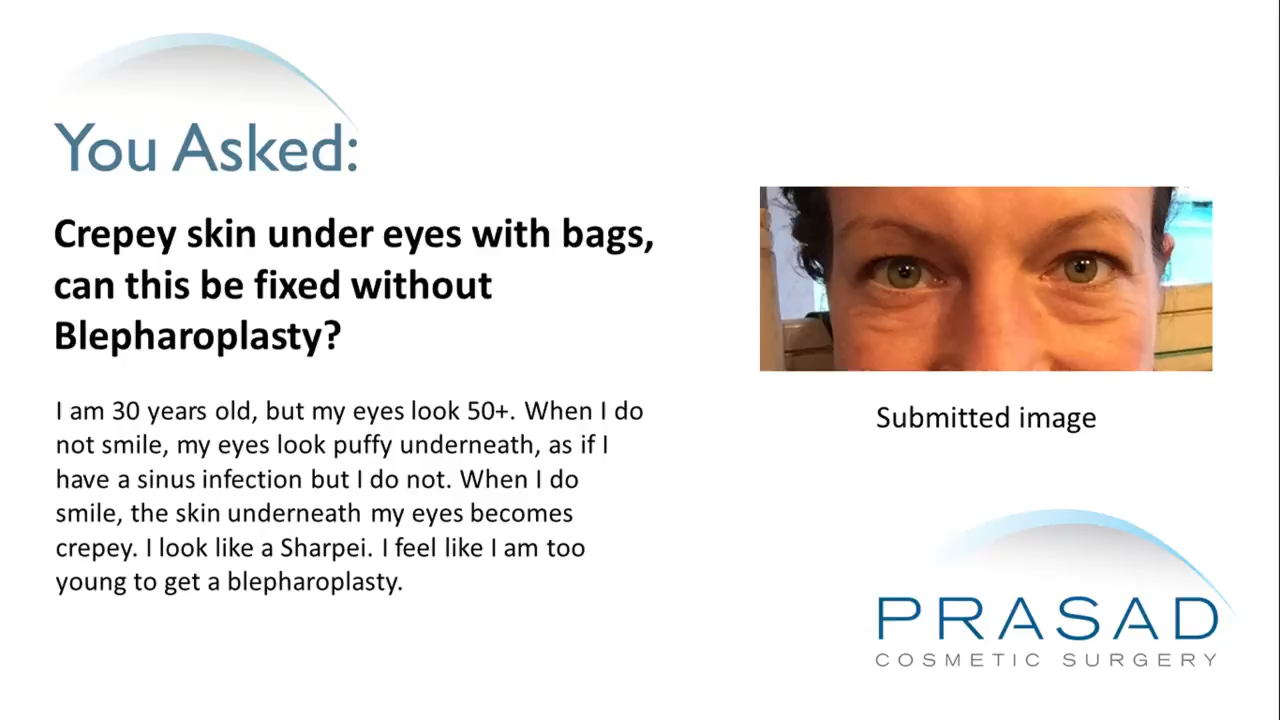 You Asked:
Crepey skin under eyes with bags,
can this be fixed without
Blepharoplasty?
I am 30 years old, but my eyes look 50+. When I do
not smile, my eyes look puffy underneath, as if I
have a sinus infection but I do not. When I do
smile, the skin underneath my eyes becomes
crepey. I look like a Sharpei. I feel like I am too
young to get a blepharoplasty.
Submitted image
PRASAD
COSMETIC SURGERY